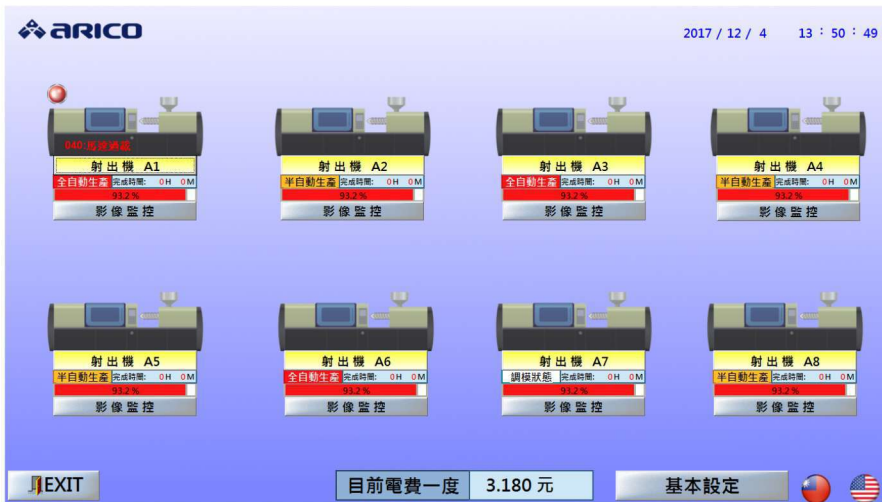 ARICO
2017 / 12 / 4 13 : 50 : 49
040:馬達過載
射出機 A1
全自動生產 完成時間: 0H 0M
93.2 %
影像監控
射出機 A2
半自動生產 完成時間: 0H 0M
93.2 %
影像監控
射出機 A3
全自動生產 完成時間: 0H 0M
93.2 %
影像監控
射出機 A4
半自動生產 完成時間: 0H 0M
93.2 %
影像監控
射出機 A5
半自動生產 完成時間: 0H 0M
93.2 %
影像監控
射出機 A6
全自動生產 完成時間: 0H 0M
93.2 %
影像監控
射出機 A7
調模狀態 完成時間: 0H 0M
93.2 %
影像監控
射出機 A8
半自動生產 完成時間: 0H 0M
93.2 %
影像監控
EXIT
目前電費一度 3.180 元
基本設定